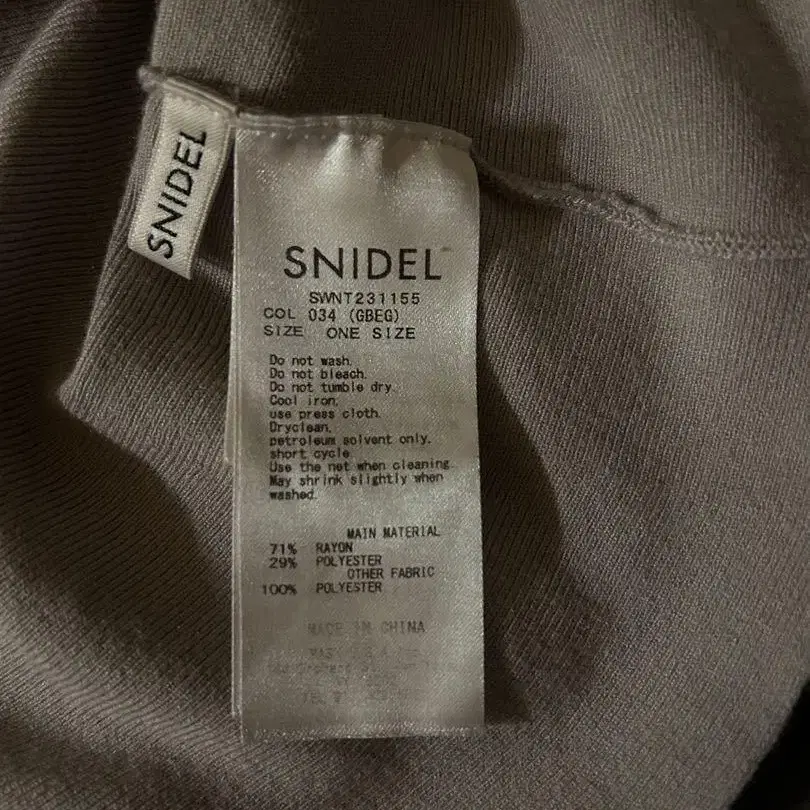 SNIDEL
SNIDEL
SWNT231155
COL 034 (GBEG)
SIZE ONE SIZE
Do not wash.
Do not bleach.
Do not tumble dry.
Cool iron.
use press cloth.
Dryclean.
petroleum solvent only.
short cycle
Use the net when cleaning.
May shrink slightly when
washed.
MAIN MATERIAL
71% RAYON
29% POLYESTER
OTHER FABRIC
100% POLYESTER
MADE IN CHINA